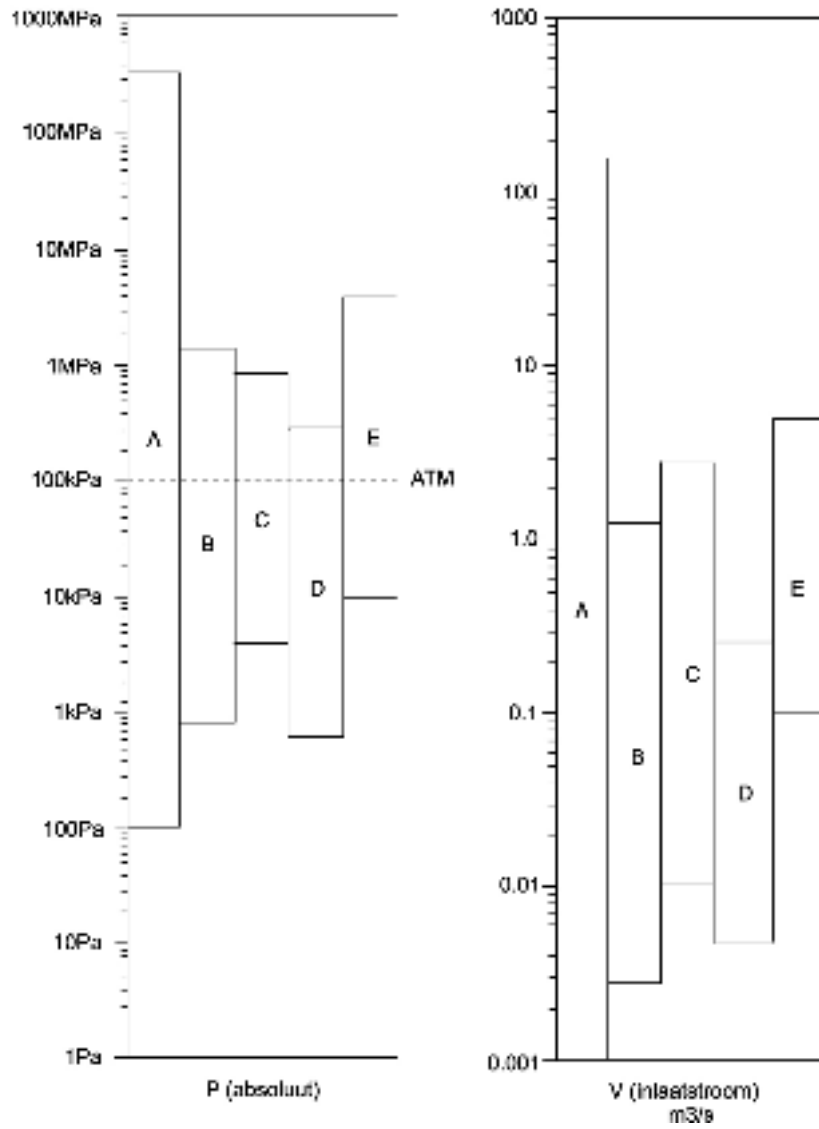 1000MPa
100MPa
10MPa
1MPa
100kPa
10kPa
1kPa
100Pa
10Pa
1Pa
A
B
C
D
E
ATM
P (absoluut)
1000
100
10
1.0
0.1
0.01
0.001
A
B
C
D
E
V (inlaatstroom)
m3/s